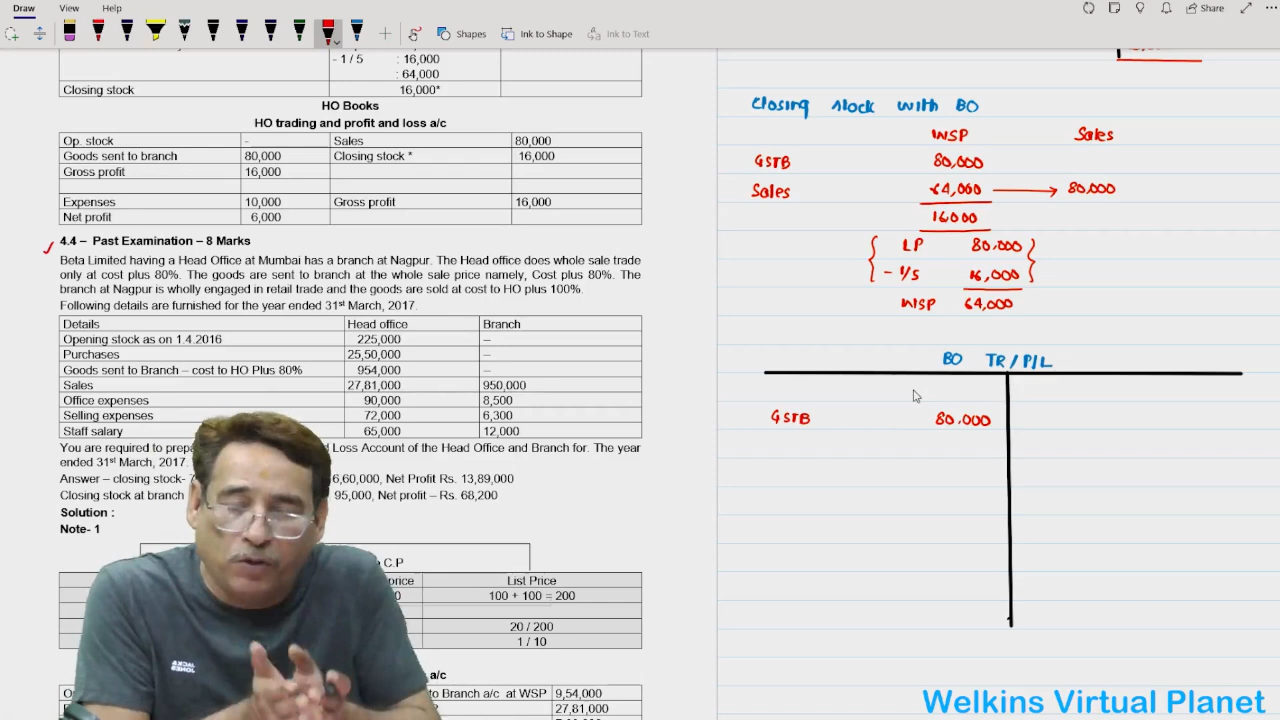 Draw View Help
Share
Shapes Ink to Shape Ink to Text
- 1 / 5 : 16,000
: 64,000
Closing stock 16,000*
HO Books
HO trading and profit and loss a/c
Op. stock - Sales 80,000
Goods sent to branch 80,000 Closing stock * 16,000
Gross profit 16,000
Expenses 10,000 Gross profit 16,000
Net profit 6,000
4.4 – Past Examination – 8 Marks
Beta Limited having a Head Office at Mumbai has a branch at Nagpur. The Head office does whole sale trade
only at cost plus 80%. The goods are sent to branch at the whole sale price namely, Cost plus 80%. The
branch at Nagpur is wholly engaged in retail trade and the goods are sold at cost to HO plus 100%.
Following details are furnished for the year ended 31st March, 2017.
Details Head office Branch
Opening stock as on 1.4.2016 225,000 –
Purchases 25,50,000 –
Goods sent to Branch – cost to HO Plus 80% 954,000 –
Sales 27,81,000 950,000
Office expenses 90,000 8,500
Selling expenses 72,000 6,300
Staff salary 65,000 12,000
You are required to Loss Account of the Head Office and Branch for. The year
ended 31st March, 2017.
Answer – closing stock- 6,60,000, Net Profit Rs. 13,89,000
Closing stock at branch 95,000, Net profit – Rs. 68,200
Solution :
Note- 1
C.P
price List Price
100 + 100 = 200
20 / 200
1 / 10
a/c
to Branch a/c at WSP 9,54,000
27,81,000
Closing stock with BO
WSP Sales
GSTB 80,000
Sales 64,000 → 80,000
16,000
LP 80,000
- 1/5 16,000
WSP 64,000
BO TR / P/L
GSTB 80,000
JACK &
JONES
Welkins Virtual Planet